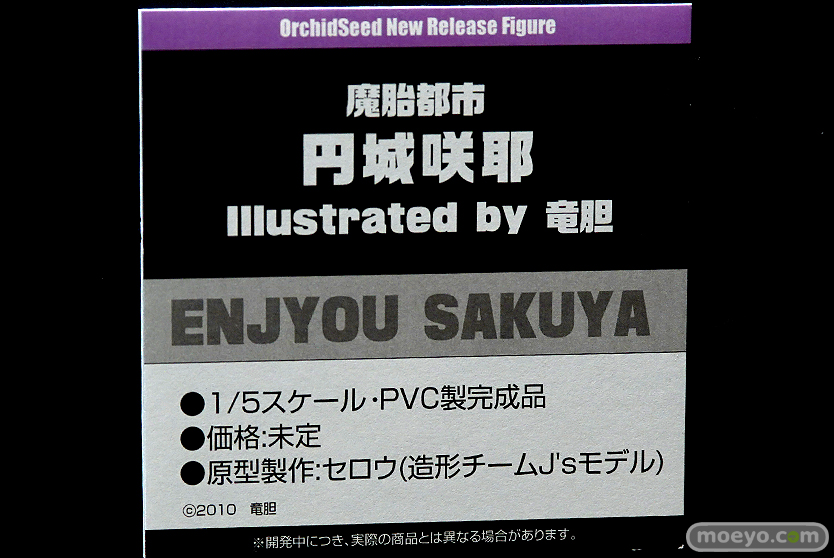 OrchidSeed New Release Figure
魔胎都市
円城咲耶
Illustrated by 竜胆
ENJYOU SAKUYA
●1/5スケール・PVC製完成品
●価格:未定
●原型製作:セロウ(造形チームJ'sモデル)
©2010 竜胆
※開発中につき、実際の商品とは異なる場合があります。
moeyo.com